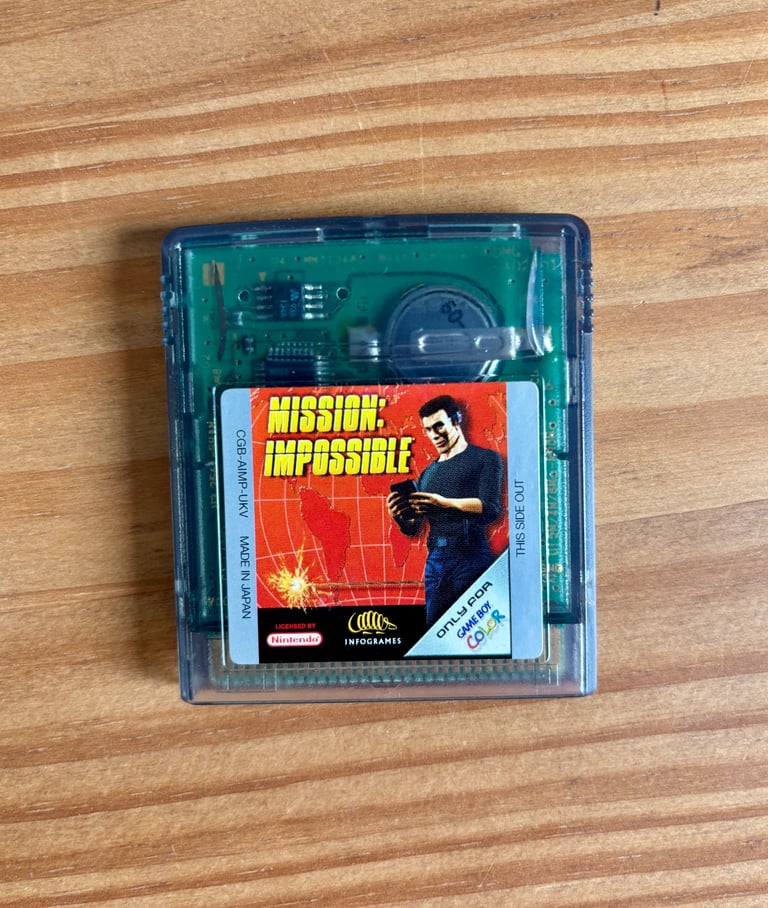 MISSION:
IMPOSSIBLE
CGB-AIMP-UKV MADE IN JAPAN
THIS SIDE OUT
LICENSED BY
Nintendo
INFOGRAMES
ONLY FOR
GAME BOY
COLOR